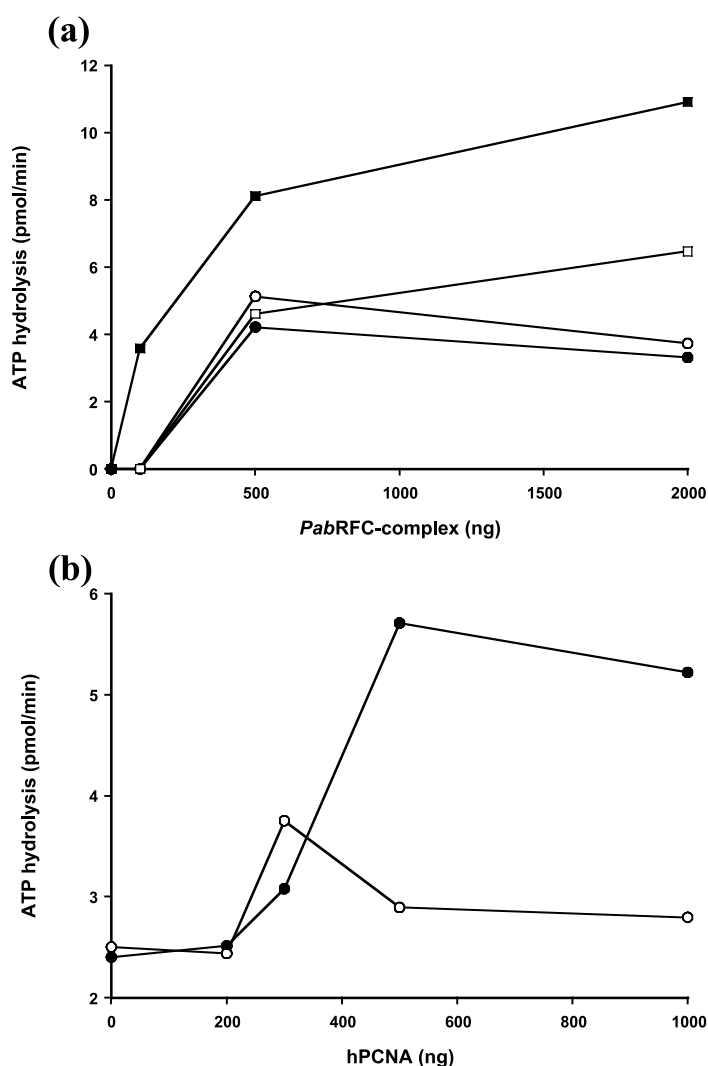 (a)
12
10
8
6
4
2
0
ATP hydrolysis (pmol/min)
0 500 1000 1500 2000
PabRFC-complex (ng)
(b)
6
5
4
3
2
ATP hydrolysis (pmol/min)
0 200 400 600 800 1000
hPCNA (ng)